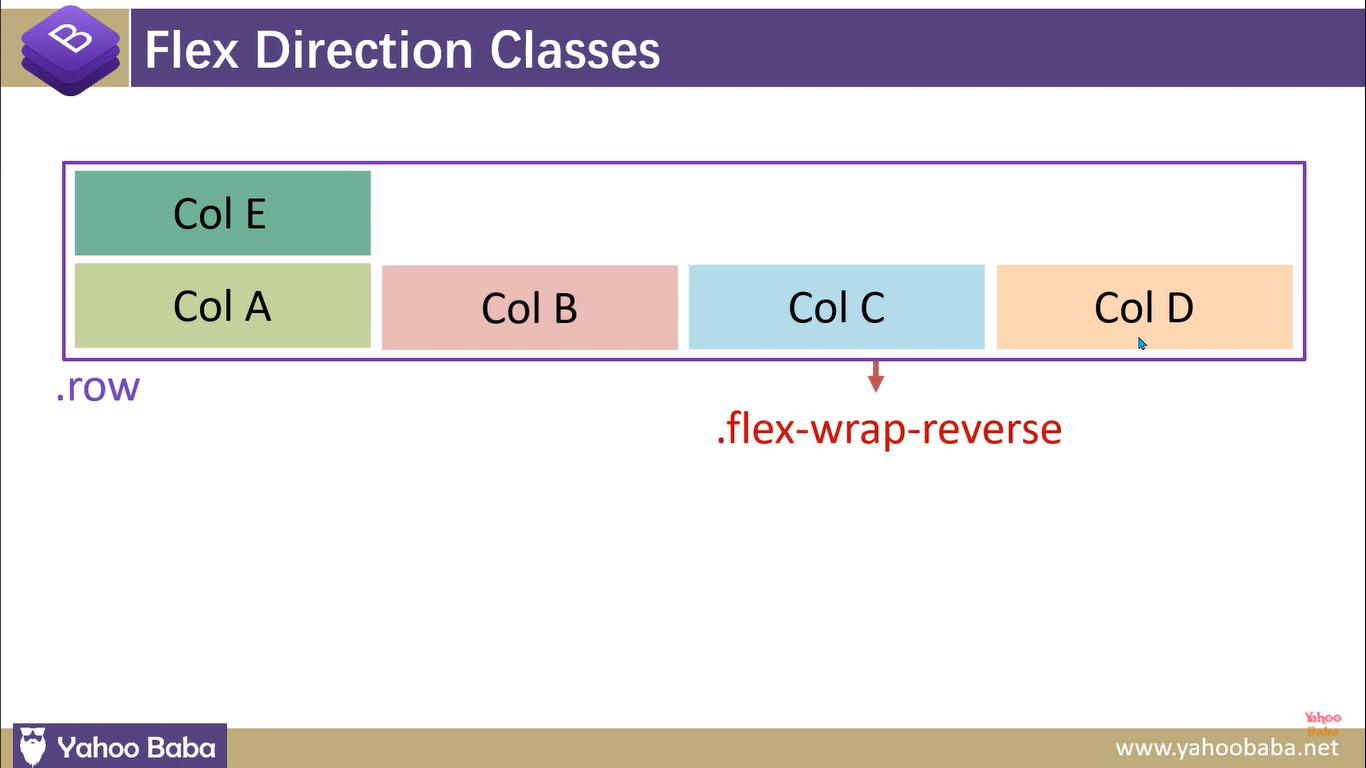 B
Flex Direction Classes
Col E
Col A
Col B
Col C
Col D
.row
.flex-wrap-reverse
Yahoo
Baba
Yahoo Baba
www.yahoobaba.net